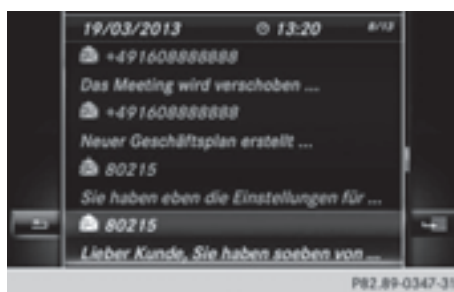 19/03/2013 13:20 8/13
+491608888888
Das Meeting wird verschoben ...
+491608888888
Neuer Geschäftsplan erstellt ...
80215
Sie haben eben die Einstellungen für ...
80215
Lieber Kunde, Sie haben soeben von ...
P82.89-0347-31